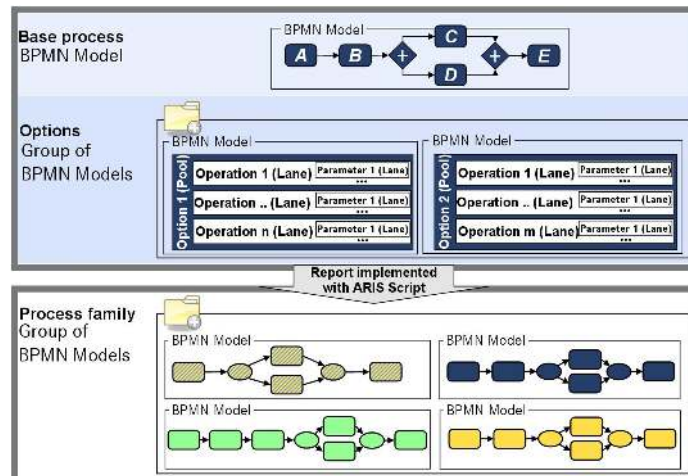 Base process
BPMN Model
BPMN Model
A
B
+
C
D
+
E
Options
Group of
BPMN Models
BPMN Model
Option 1 (Pool)
Operation 1 (Lane)
Parameter 1 (Lane)
...
Operation .. (Lane)
Parameter 1 (Lane)
...
Operation n (Lane)
Parameter 1 (Lane)
...
BPMN Model
Option 2 (Pool)
Operation 1 (Lane)
Parameter 1 (Lane)
...
Operation .. (Lane)
Parameter 1 (Lane)
...
Operation m (Lane)
Parameter 1 (Lane)
...
Report implemented
with ARIS Script
Process family
Group of
BPMN Models
BPMN Model
BPMN Model
BPMN Model
BPMN Model